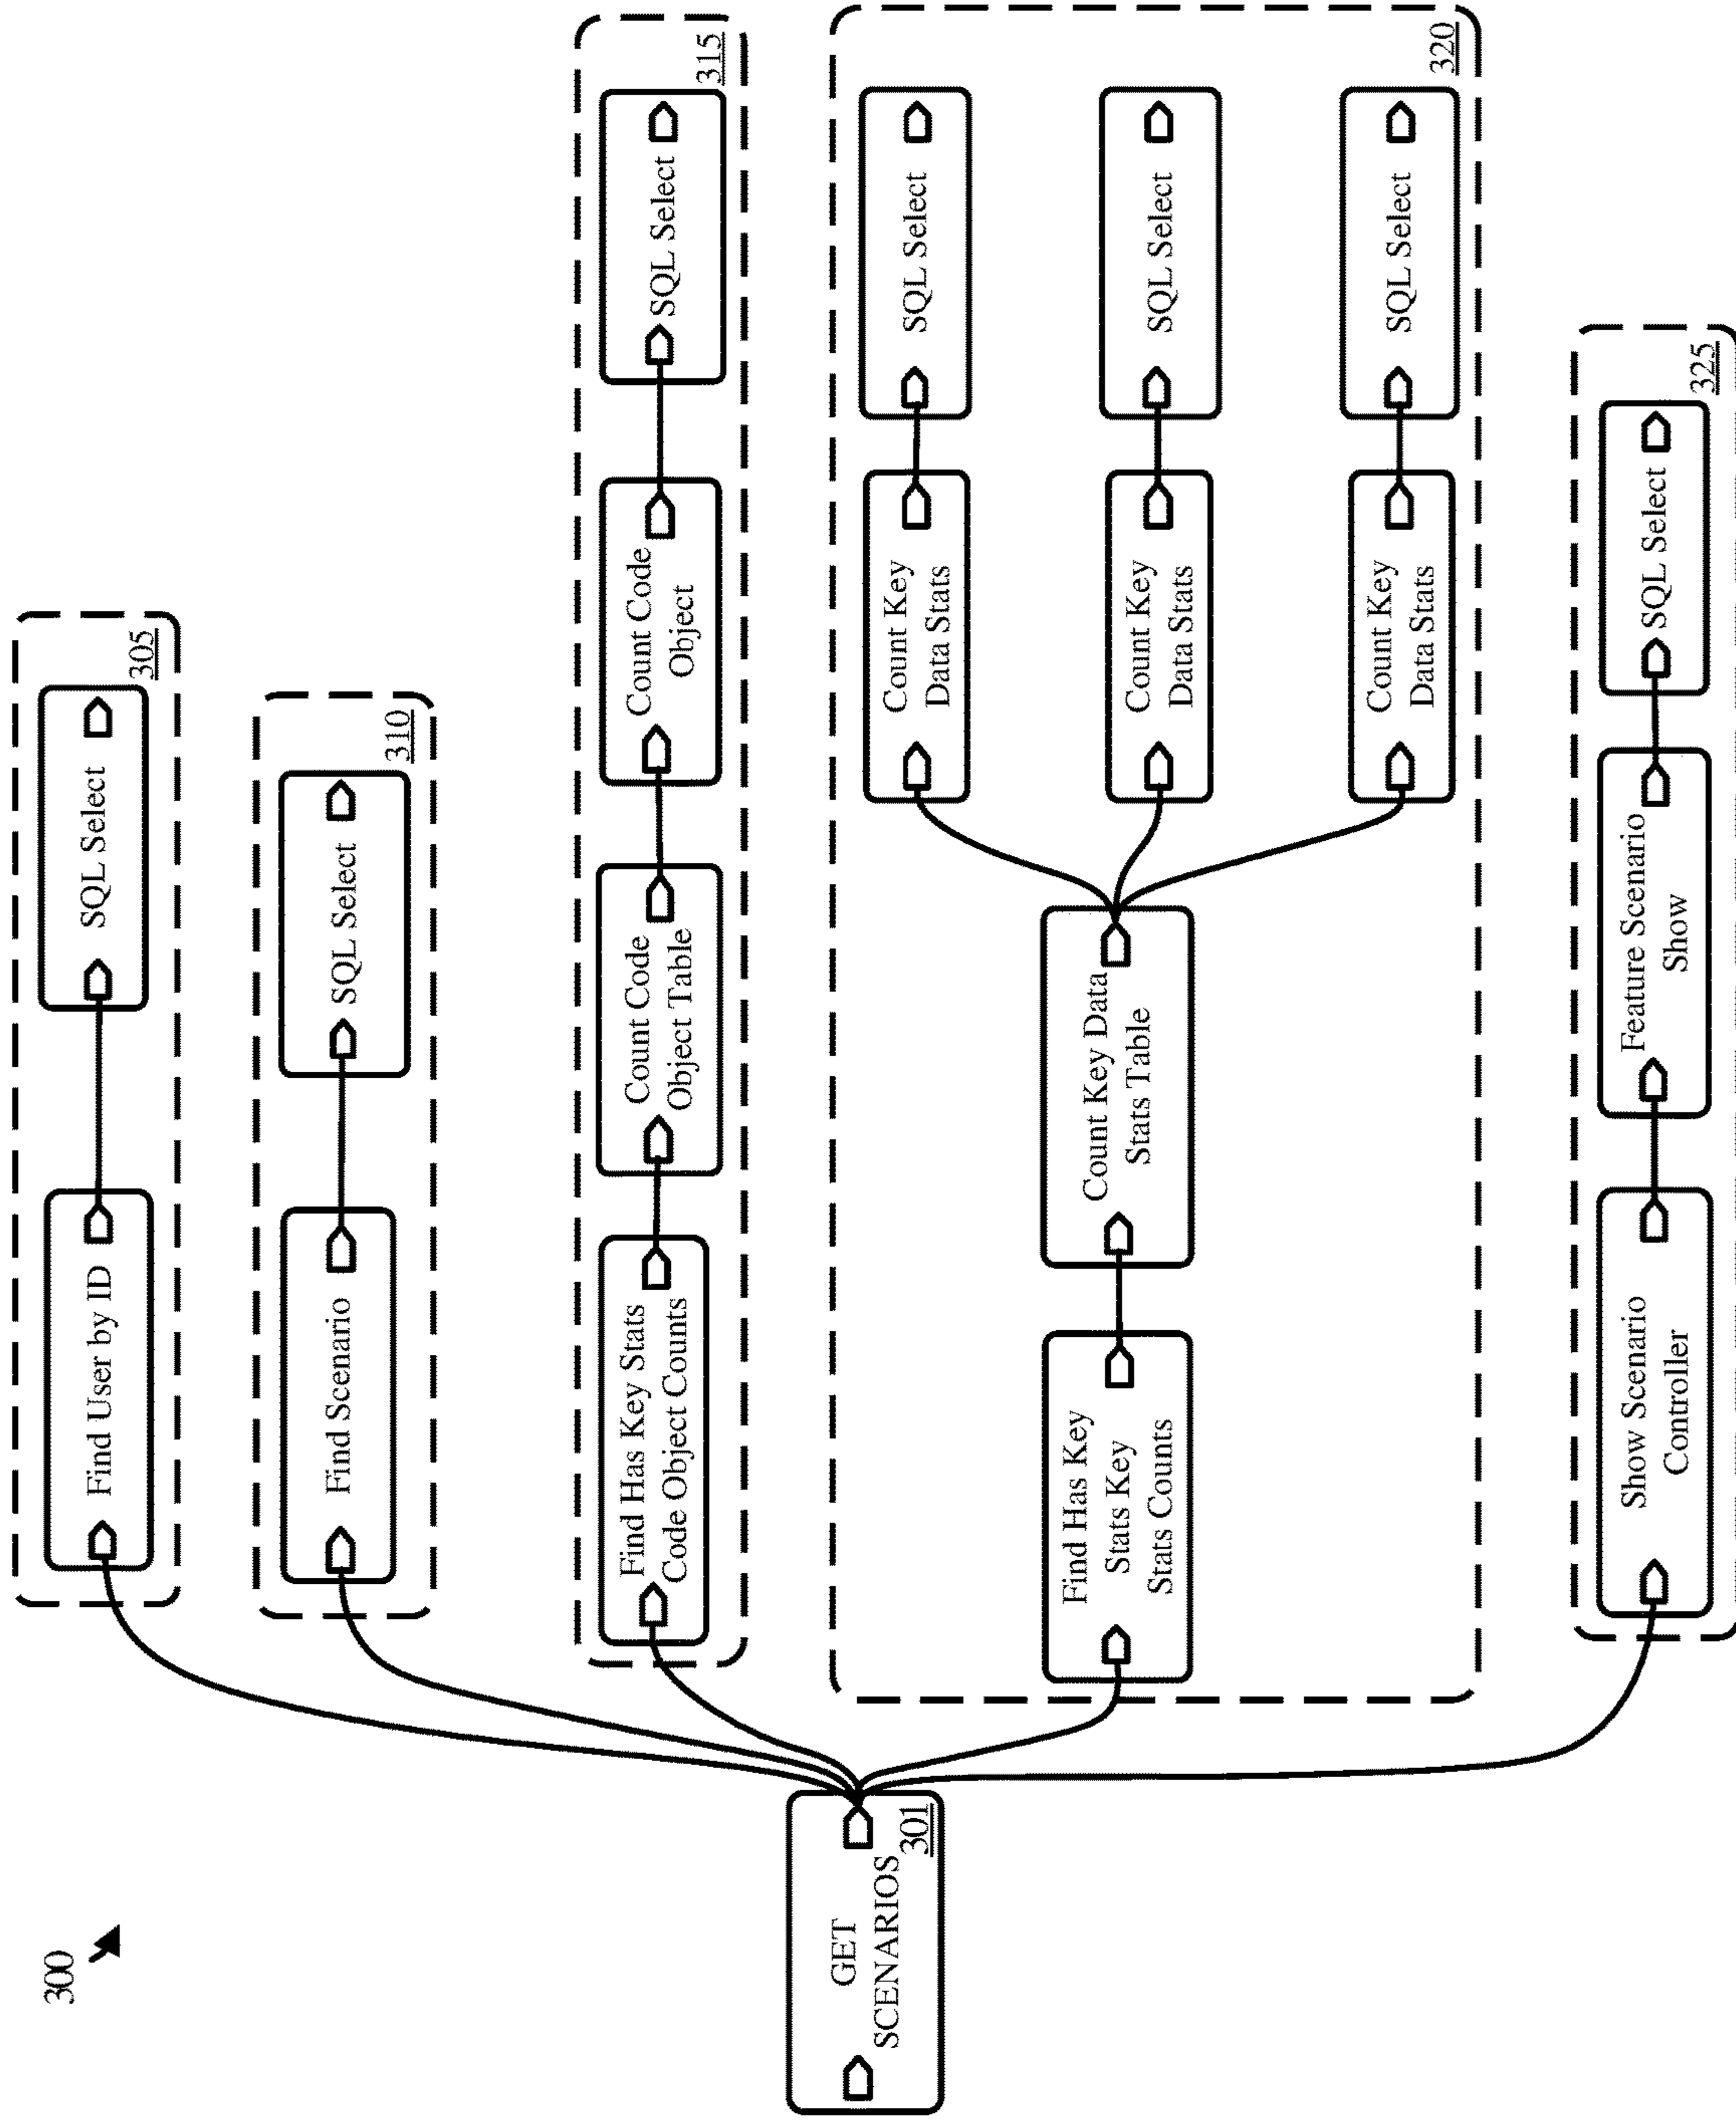 300
GET
SCENARIOS
301
Find User by ID
SQL Select
305
Find Scenario
SQL Select
310
Find Has Key Stats
Code Object Counts
Count Code
Object Table
Count Code
Object
SQL Select
315
Find Has Key
Stats Key
Stats Counts
Count Key Data
Stats Table
Count Key
Data Stats
SQL Select
Count Key
Data Stats
SQL Select
Count Key
Data Stats
SQL Select
320
Show Scenario
Controller
Feature Scenario
Show
SQL Select
325